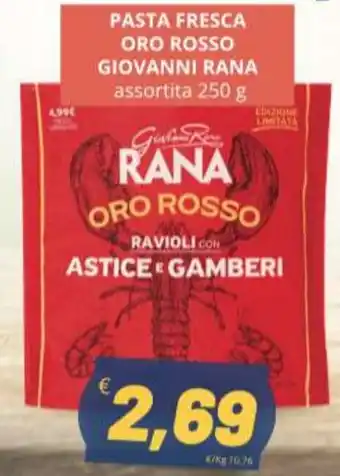 PASTA FRESCA
ORO ROSSO
GIOVANNI RANA
assortita 250 g
4,99€
EDIZIONE
LIMITATA
Giovanni Rana
RANA
ORO ROSSO
RAVIOLI CON
ASTICE E GAMBERI
€ 2,69
€/Kg 10,76